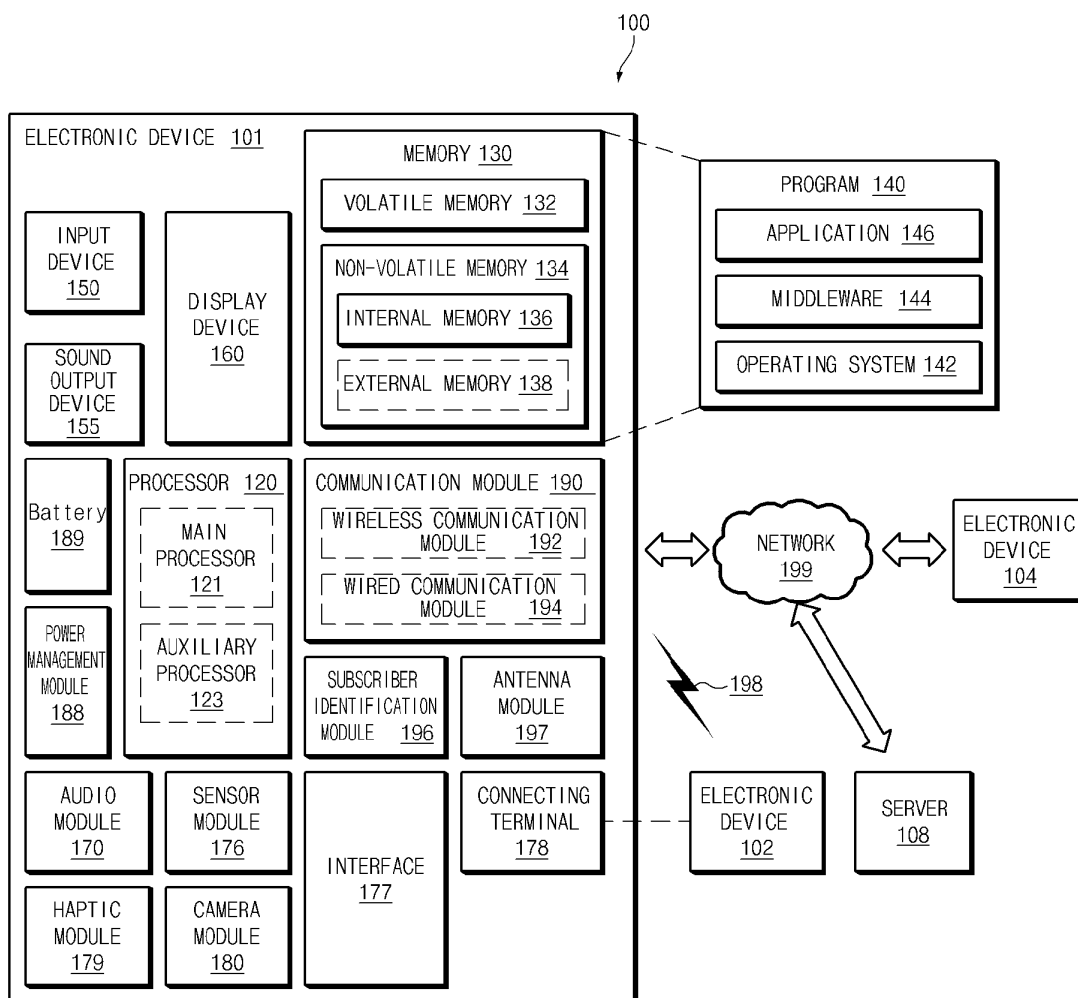 100
ELECTRONIC DEVICE 101
MEMORY 130
VOLATILE MEMORY 132
NON-VOLATILE MEMORY 134
INTERNAL MEMORY 136
EXTERNAL MEMORY 138
PROGRAM 140
APPLICATION 146
MIDDLEWARE 144
OPERATING SYSTEM 142
INPUT
DEVICE
150
DISPLAY
DEVICE
160
SOUND
OUTPUT
DEVICE
155
Battery
189
PROCESSOR 120
MAIN
PROCESSOR
121
AUXILIARY
PROCESSOR
123
COMMUNICATION MODULE 190
WIRELESS COMMUNICATION
MODULE 192
WIRED COMMUNICATION
MODULE 194
NETWORK
199
ELECTRONIC
DEVICE
104
POWER
MANAGEMENT
MODULE
188
SUBSCRIBER
IDENTIFICATION
MODULE 196
ANTENNA
MODULE
197
198
AUDIO
MODULE
170
SENSOR
MODULE
176
INTERFACE
177
CONNECTING
TERMINAL
178
ELECTRONIC
DEVICE
102
SERVER
108
HAPTIC
MODULE
179
CAMERA
MODULE
180